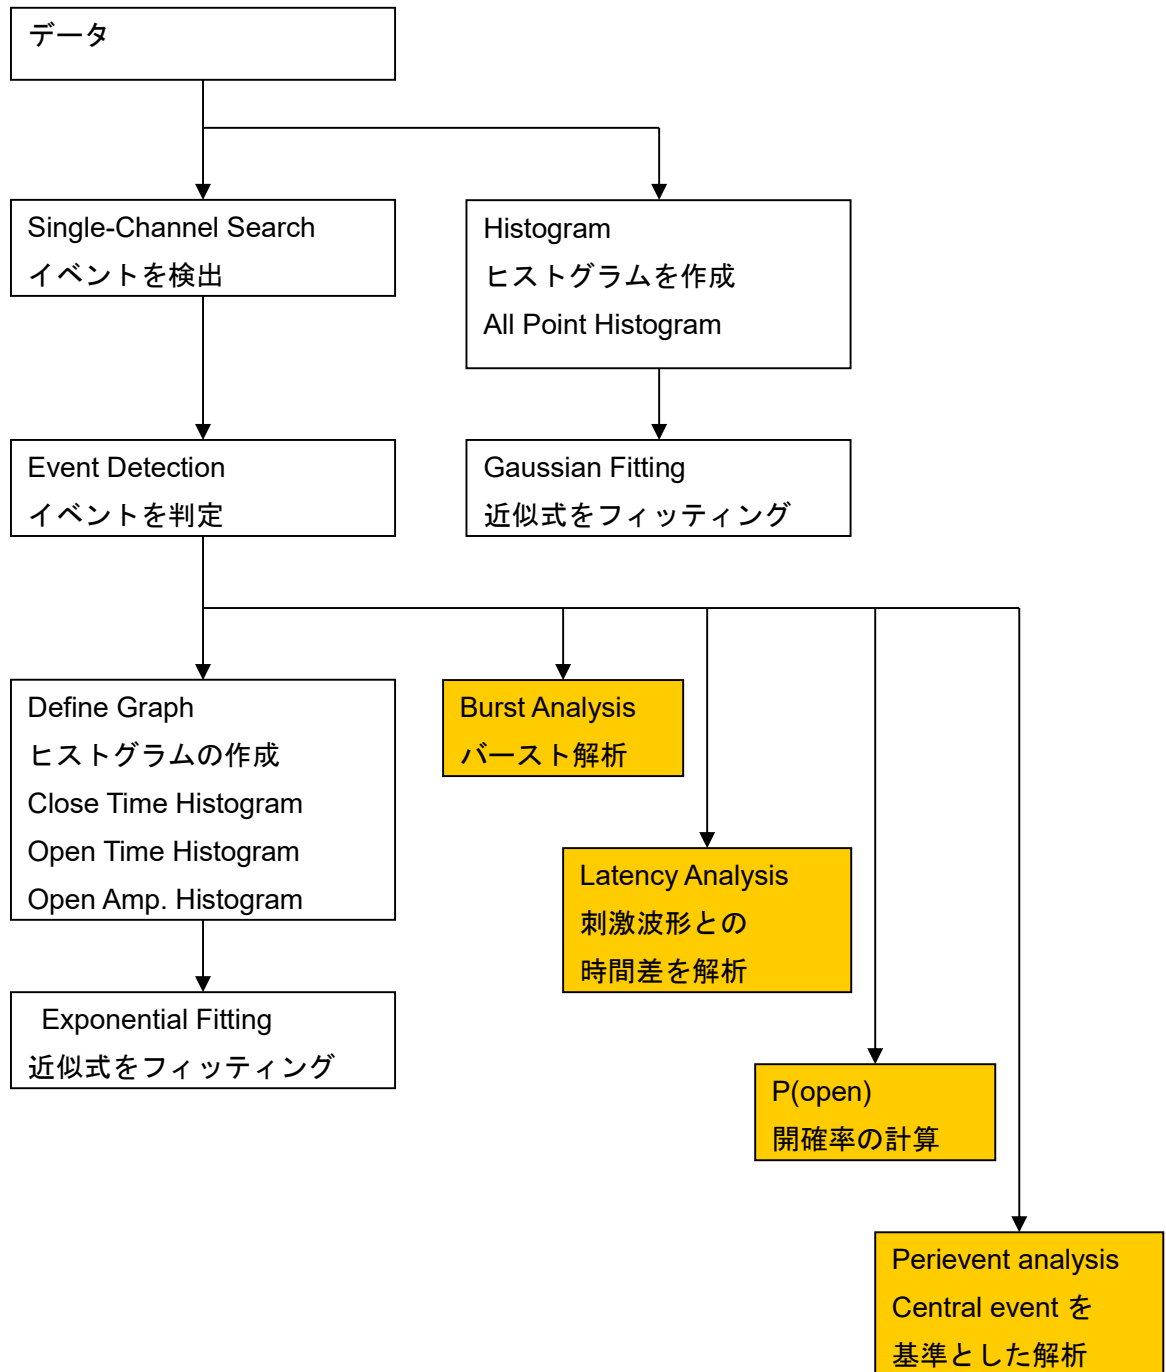 データ
Single-Channel Search
イベントを検出
Histogram
ヒストグラムを作成
All Point Histogram
Event Detection
イベントを判定
Gaussian Fitting
近似式をフィッティング
Define Graph
ヒストグラムの作成
Close Time Histogram
Open Time Histogram
Open Amp. Histogram
Burst Analysis
バースト解析
Latency Analysis
刺激波形との
時間差を解析
Exponential Fitting
近似式をフィッティング
P(open)
開確率の計算
Perievent analysis
Central event を
基準とした解析